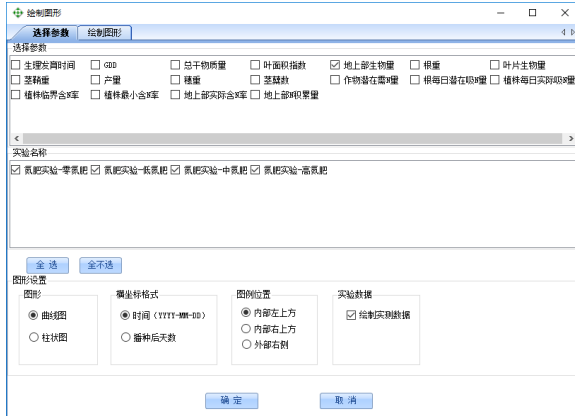 绘制图形
选择参数 绘制图形
选择参数
生理发育时间 GDD 总干物质量 叶面积指数 地上部生物量 根重 叶片生物量
茎鞘重 产量 穗重 茎蘖数 作物潜在需N量 根每日潜在吸N量 植株每日实际吸N量
植株临界含N率 植株最小含N率 地上部实际含N率 地上部N积累量
实验名称
氮肥实验-零氮肥 氮肥实验-低氮肥 氮肥实验-中氮肥 氮肥实验-高氮肥
全 选 全不选
图形设置
图形 横坐标格式 图例位置 实验数据
曲线图 时间 (YYYY-MM-DD) 内部左上方 绘制实测数据
内部右上方
柱状图 播种后天数
外部右侧
确 定 取 消